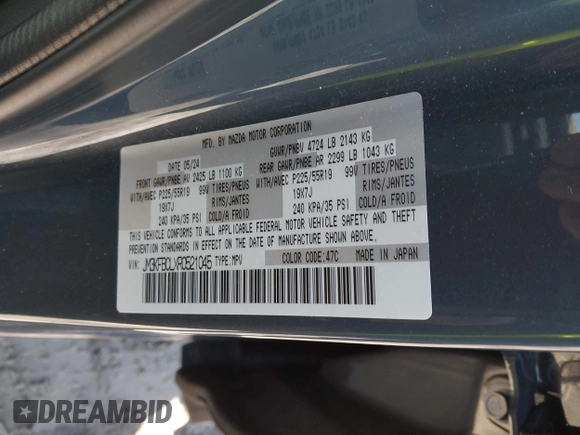 MFG. BY MAZDA MOTOR CORPORATION
DATE 05/24 GVWR/PNBV 4724 LB 2143 KG
FRONT GAWR/PNBE AV 2425 LB 1100 KG REAR GAWR/PNBE AR 2299 LB 1043 KG
WITH/AVEC P225/55R19 99V TIRES/PNEUS WITH/AVEC P225/55R19 99V TIRES/PNEUS
19X7J RIMS/JANTES 19X7J RIMS/JANTES
240 KPA/35 PSI COLD/A FROID 240 KPA/35 PSI COLD/A FROID
THIS VEHICLE CONFORMS TO ALL APPLICABLE FEDERAL MOTOR VEHICLE SAFETY AND THEFT
PREVENTION STANDARDS IN EFFECT ON THE DATE OF MANUFACTURE SHOWN ABOVE.
VIN: JM3KFBCLXR0521045 TYPE:MPV COLOR CODE:47C MADE IN JAPAN
DREAMBID